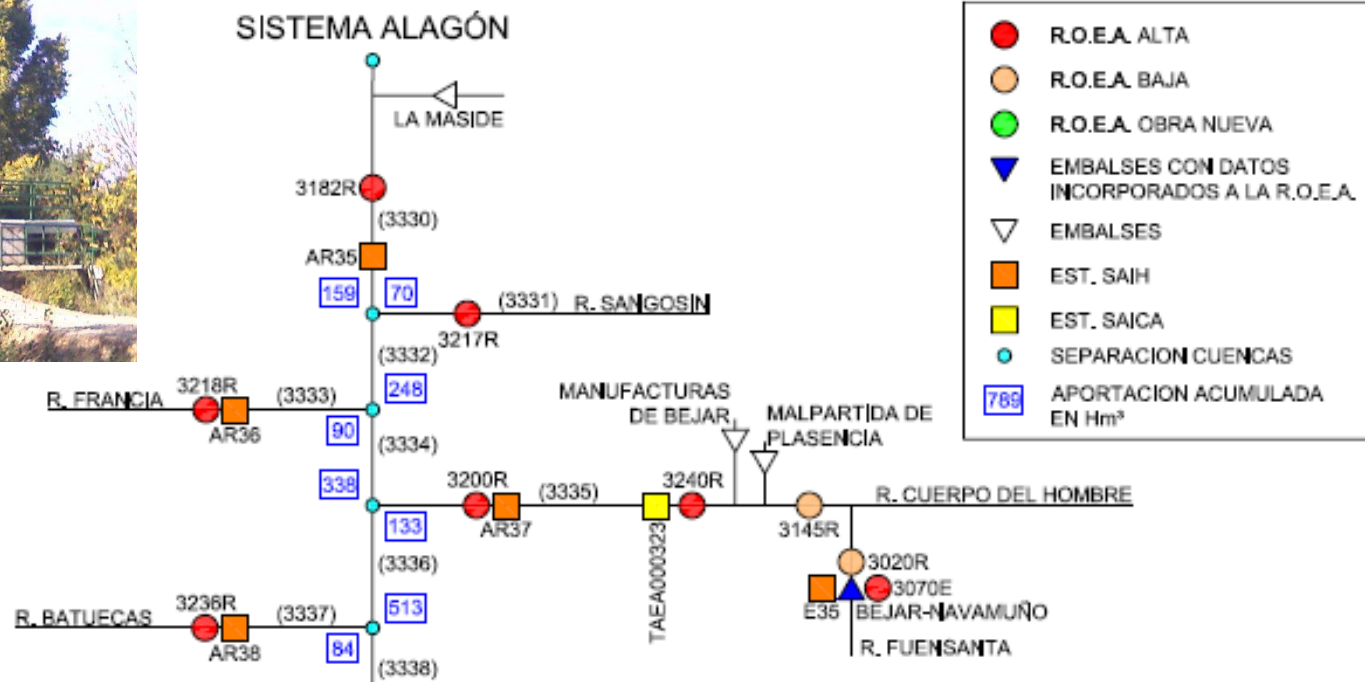 SISTEMA ALAGÓN
LA MASIDE
3182R
(3330)
AR35
159
70
(3331)
R. SANGOSIN
3217R
(3332)
248
R. FRANCIA
3218R
(3333)
AR36
90
(3334)
338
MANUFACTURAS
DE BEJAR
MALPARTIDA DE
PLASENCIA
3200R
(3335)
3240R
R. CUERPO DEL HOMBRE
133
AR37
TAEA000323
3145R
(3336)
3020R
3070E
E35
BEJAR-NAVAMUÑO
R. FUENSANTA
513
R. BATUECAS
3236R
(3337)
AR38
84
(3338)
R.O.E.A. ALTA
R.O.E.A. BAJA
R.O.E.A. OBRA NUEVA
EMBALSES CON DATOS
INCORPORADOS A LA R.O.E.A.
EMBALSES
EST. SAIH
EST. SAICA
SEPARACION CUENCAS
789
APORTACION ACUMULADA
EN Hm³